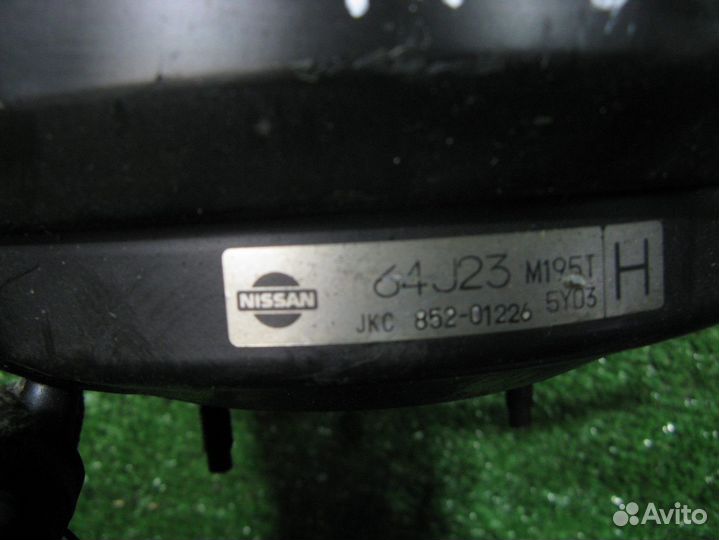 NISSAN 64J23 M195T H
JKC 852-01226 5Y03
Avito